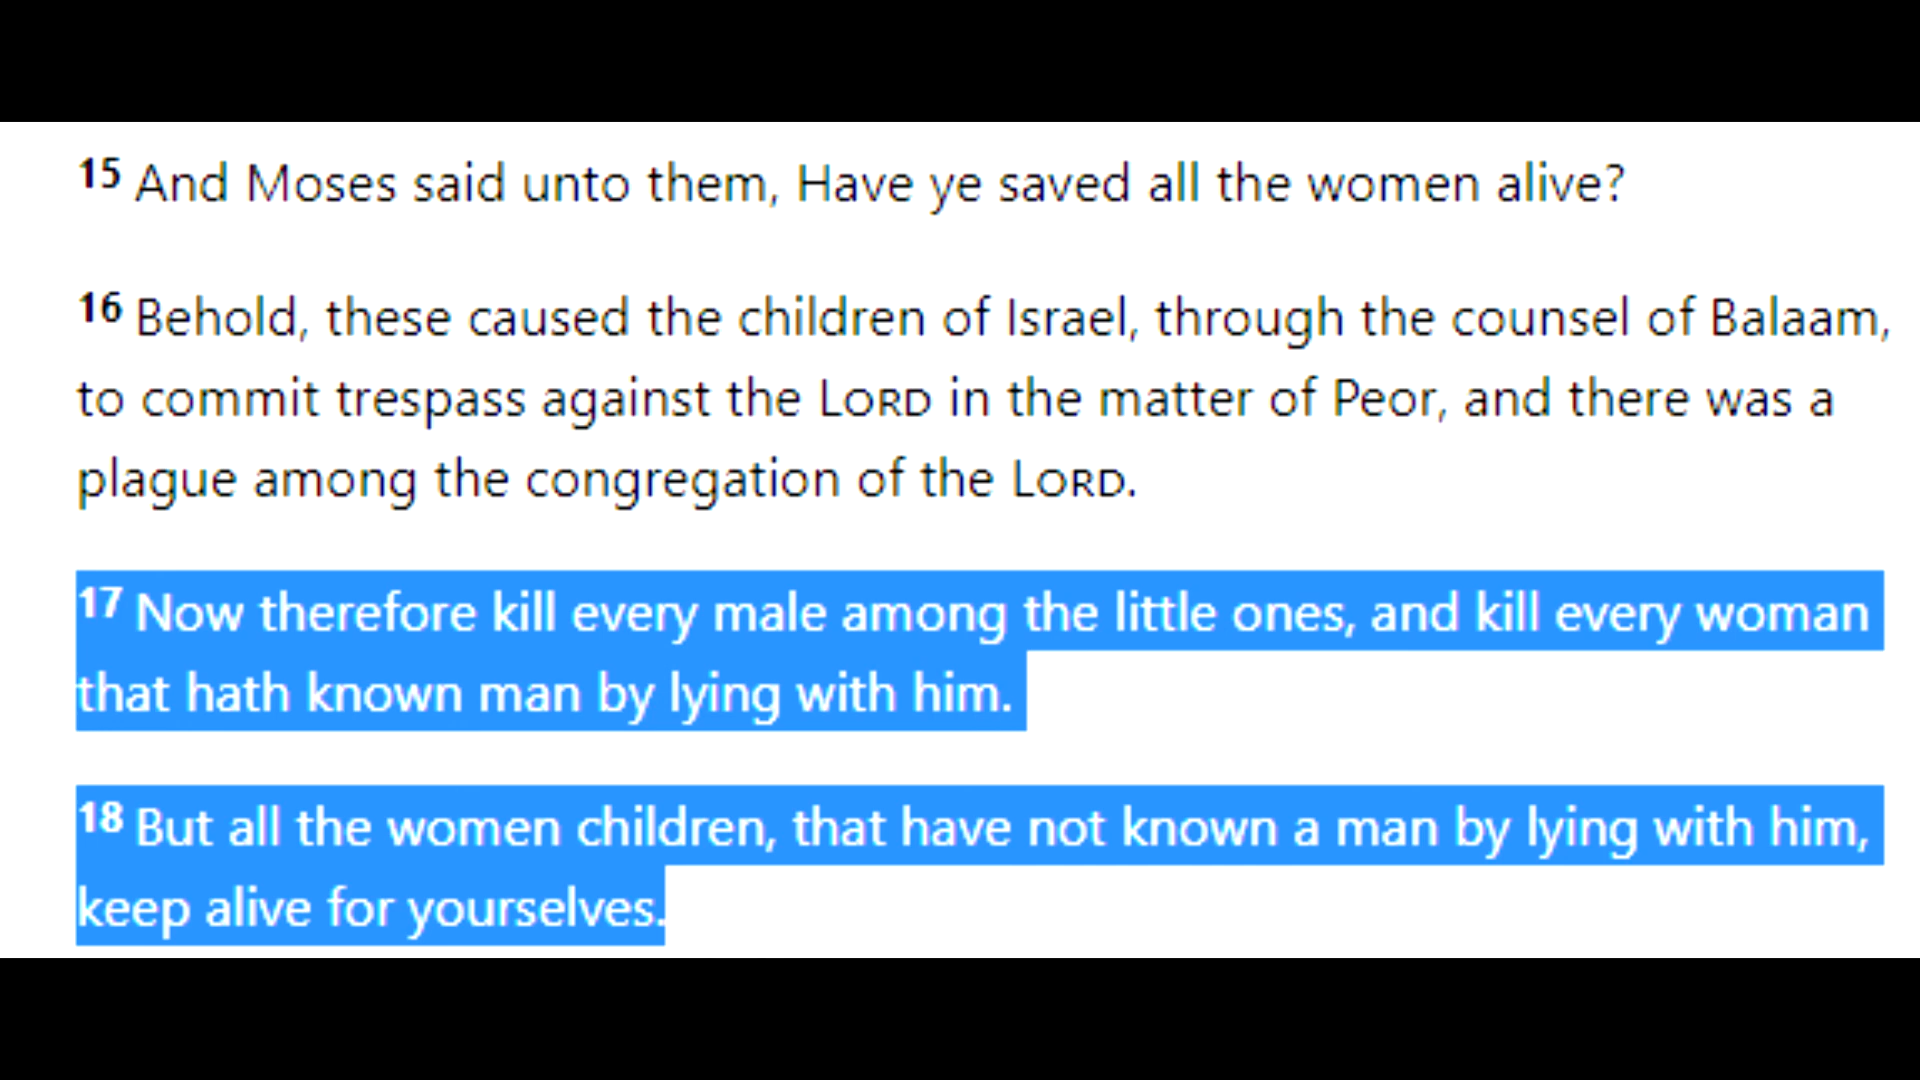 15 And Moses said unto them, Have ye saved all the women alive?
16 Behold, these caused the children of Israel, through the counsel of Balaam,
to commit trespass against the LORD in the matter of Peor, and there was a
plague among the congregation of the LORD.
17 Now therefore kill every male among the little ones, and kill every woman
that hath known man by lying with him.
18 But all the women children, that have not known a man by lying with him,
keep alive for yourselves.